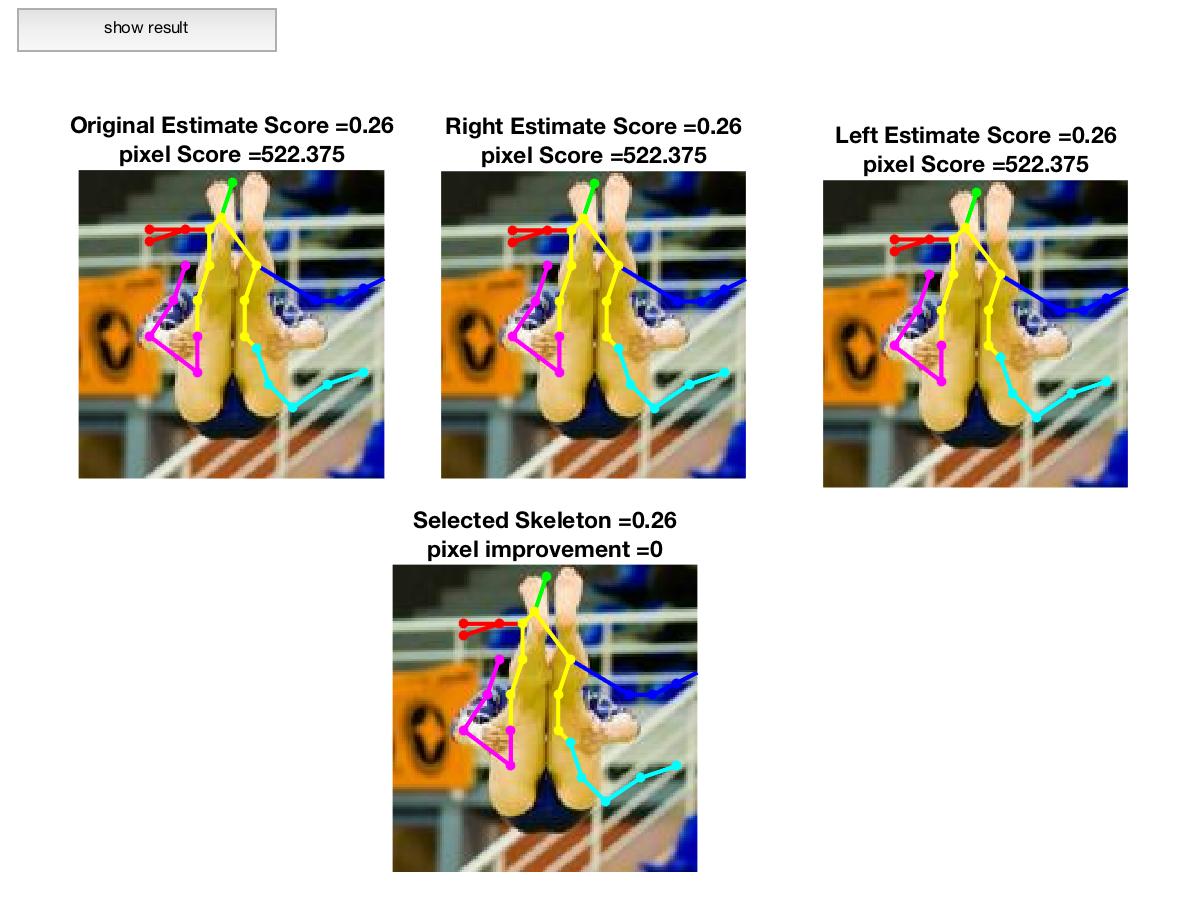 show result
Original Estimate Score =0.26
pixel Score =522.375
Right Estimate Score =0.26
pixel Score =522.375
Left Estimate Score =0.26
pixel Score =522.375
Selected Skeleton =0.26
pixel improvement =0